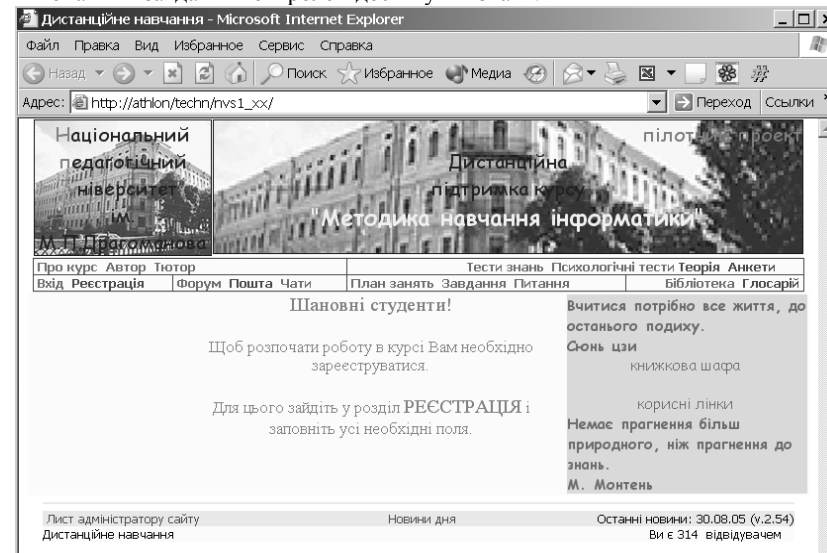 Дистанційне навчання - Microsoft Internet Explorer
Файл Правка Вид Избранное Сервис Справка
Назад Поиск Избранное Медиа
Адрес: http://athlon/techn/nvs1_xx/ Переход Ссылки
Національний
педагогічний
ніверситет
ім.
М.П.Драгоманова
пілотний проект
Дистанційна
підтримка курсу
"Методика навчання інформатики"
Про курс Автор Тютор Тести знань Психологічні тести Теорія Анкети
Вхід Реєстрація Форум Пошта Чати План занять Завдання Питання Бібліотека Глосарій
Шановні студенти!
Щоб розпочати роботу в курсі Вам необхідно
зареєструватися.
Для цього зайдіть у розділ РЕЄСТРАЦІЯ і
заповніть усі необхідні поля.
Вчитися потрібно все життя, до
останього подиху.
Сюнь цзи
книжкова шафа
корисні лінки
Немає прагнення більш
природного, ніж прагнення до
знань.
М. Монтень
Лист адміністратору сайту Новини дня Останні новини: 30.08.05 (v.2.54)
Дистанційне навчання Ви є 314 відвідувачем